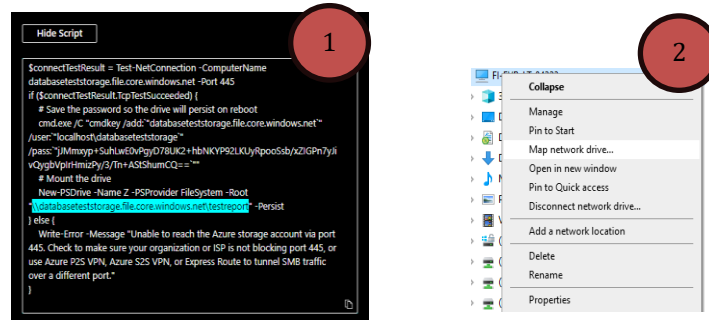 Hide Script
1
$connectTestResult = Test-NetConnection -ComputerName
databaseteststorage.file.core.windows.net -Port 445
if ($connectTestResult.TcpTestSucceeded) {
# Save the password so the drive will persist on reboot
cmd.exe /C "cmdkey /add:`"databaseteststorage.file.core.windows.net`"
/user:`"localhost\databaseteststorage`"
/pass:`"jJMmxyp+SuhLwE0vPgyD78UK2+hbNKYP92LKUyRpooSsb/xZIGPn7yJi
vQygbVpIrHmizPy/3/Tn+AStShumCQ==`""
# Mount the drive
New-PSDrive -Name Z -PSProvider FileSystem -Root
"\\databaseteststorage.file.core.windows.net\testreport" -Persist
} else {
Write-Error -Message "Unable to reach the Azure storage account via port
445. Check to make sure your organization or ISP is not blocking port 445, or
use Azure P2S VPN, Azure S2S VPN, or Express Route to tunnel SMB traffic
over a different port."
}
2
Collapse
Manage
Pin to Start
Map network drive...
Open in new window
Pin to Quick access
Disconnect network drive...
Add a network location
Delete
Rename
Properties